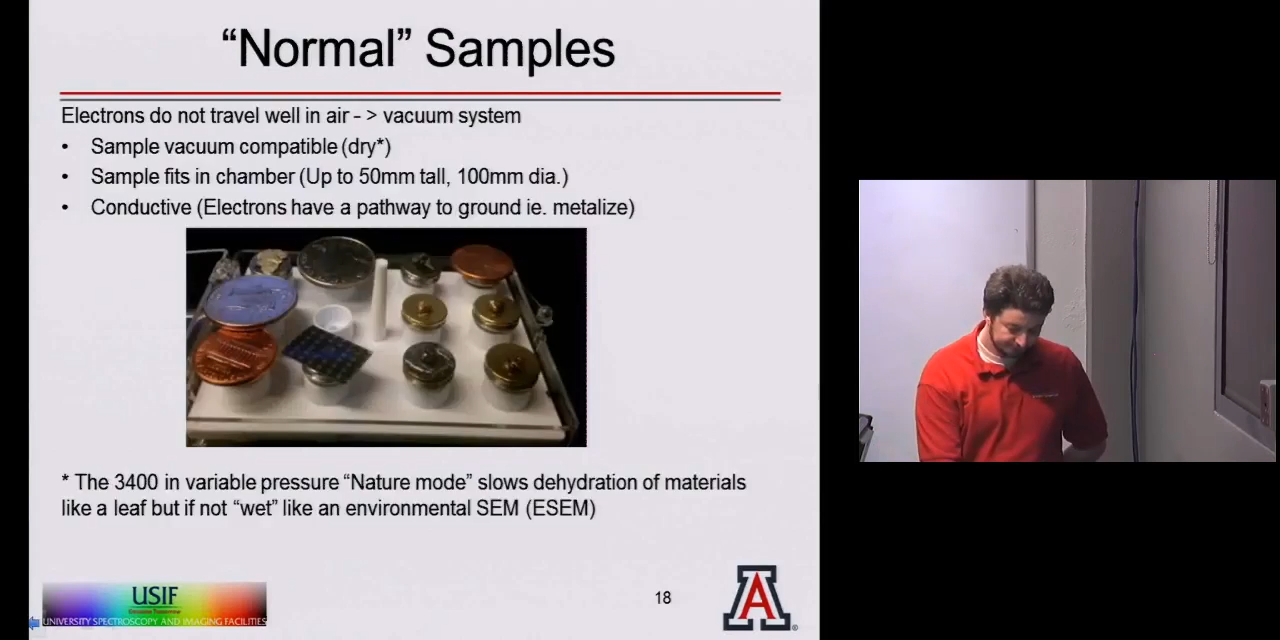 “Normal” Samples
Electrons do not travel well in air - > vacuum system
• Sample vacuum compatible (dry*)
• Sample fits in chamber (Up to 50mm tall, 100mm dia.)
• Conductive (Electrons have a pathway to ground ie. metalize)
* The 3400 in variable pressure “Nature mode” slows dehydration of materials
like a leaf but if not “wet” like an environmental SEM (ESEM)
USIF
UNIVERSITY SPECTROSCOPY AND IMAGING FACILITIES
18
A